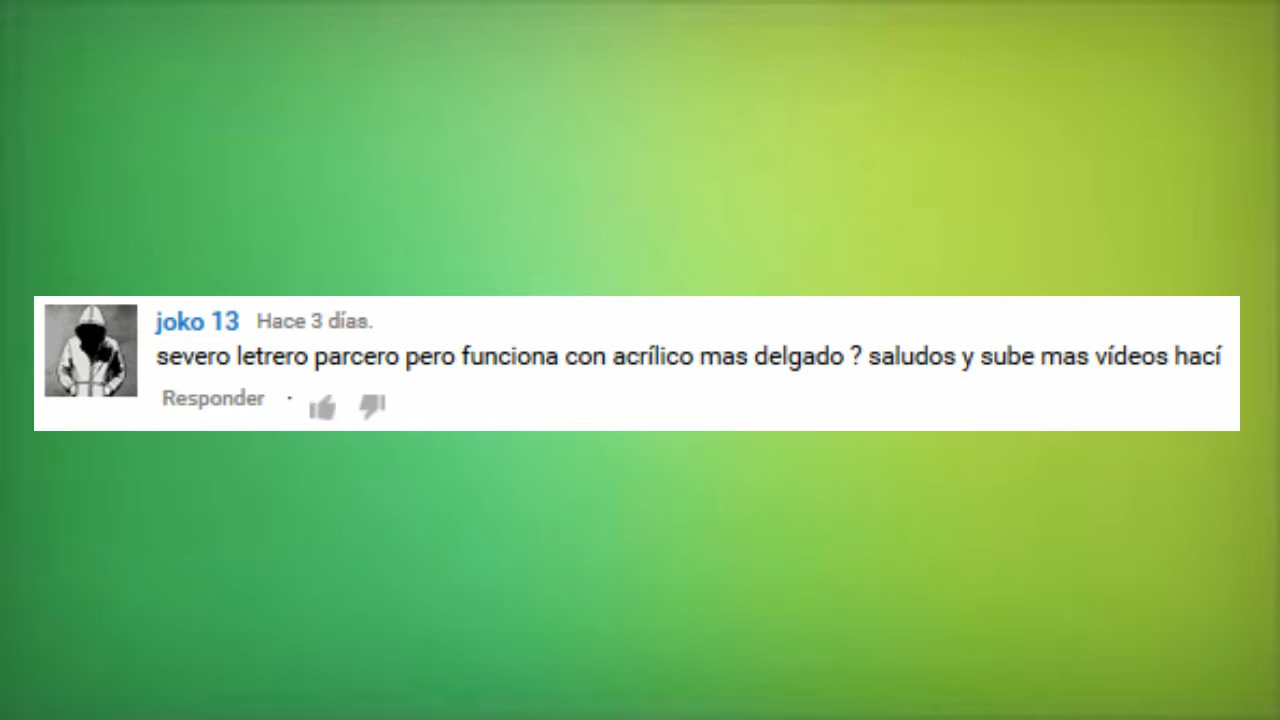 joko 13 Hace 3 días.
severo letrero parcero pero funciona con acrílico mas delgado ? saludos y sube mas vídeos hací
Responder ·